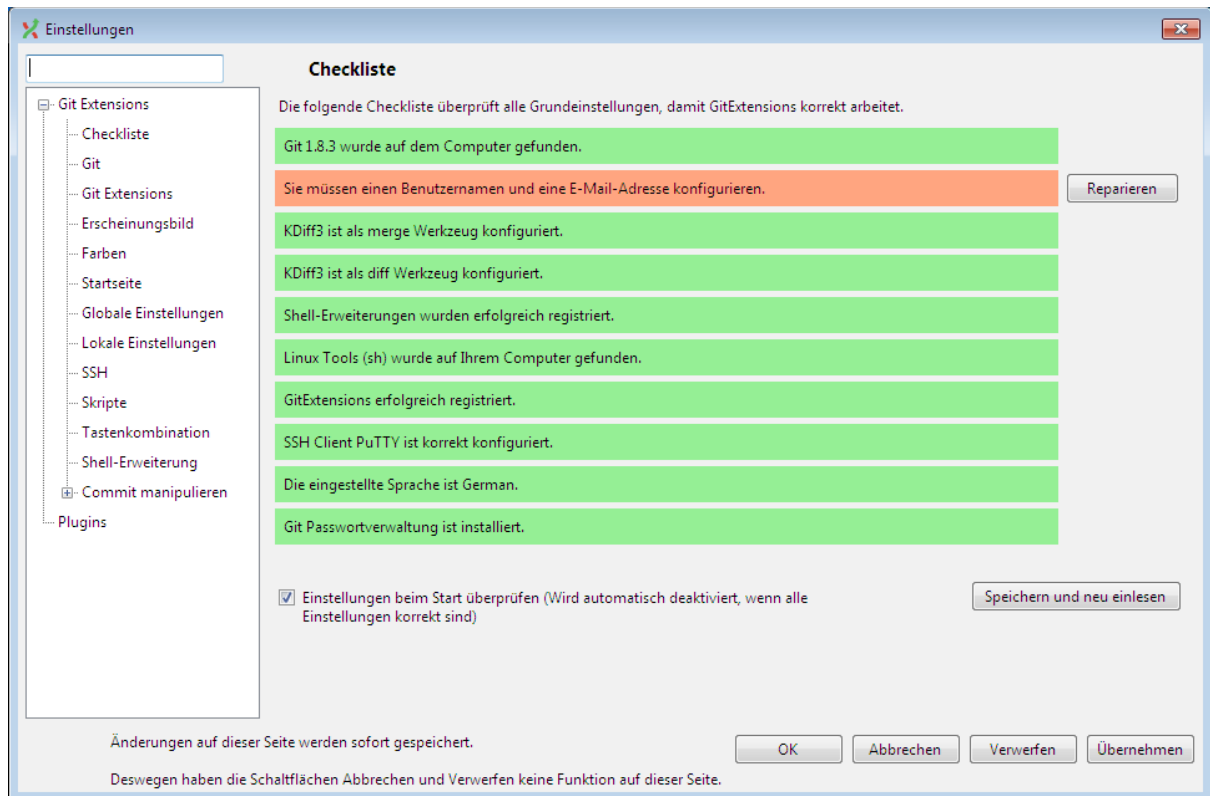 Einstellungen
Checkliste
Die folgende Checkliste überprüft alle Grundeinstellungen, damit GitExtensions korrekt arbeitet.
Git Extensions
Checkliste
Git
Git Extensions
Erscheinungsbild
Farben
Startseite
Globale Einstellungen
Lokale Einstellungen
SSH
Skripte
Tastenkombination
Shell-Erweiterung
Commit manipulieren
Plugins
Git 1.8.3 wurde auf dem Computer gefunden.
Sie müssen einen Benutzernamen und eine E-Mail-Adresse konfigurieren.
Reparieren
KDiff3 ist als merge Werkzeug konfiguriert.
KDiff3 ist als diff Werkzeug konfiguriert.
Shell-Erweiterungen wurden erfolgreich registriert.
Linux Tools (sh) wurde auf Ihrem Computer gefunden.
GitExtensions erfolgreich registriert.
SSH Client PuTTY ist korrekt konfiguriert.
Die eingestellte Sprache ist German.
Git Passwortverwaltung ist installiert.
Einstellungen beim Start überprüfen (Wird automatisch deaktiviert, wenn alle
Einstellungen korrekt sind)
Speichern und neu einlesen
Änderungen auf dieser Seite werden sofort gespeichert.
Deswegen haben die Schaltflächen Abbrechen und Verwerfen keine Funktion auf dieser Seite.
OK
Abbrechen
Verwerfen
Übernehmen